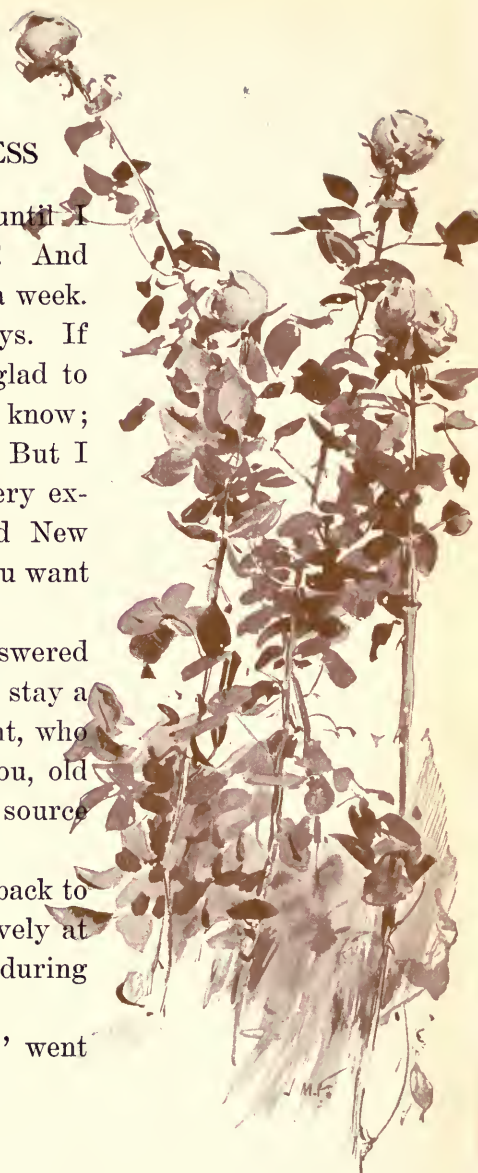 ESS
until I
And
a week.
ys. If
glad to
know;
But I
ery ex-
d New
u want
swered
stay a
nt, who
ou, old
source
back to
vely at
during
’ went
M.F.